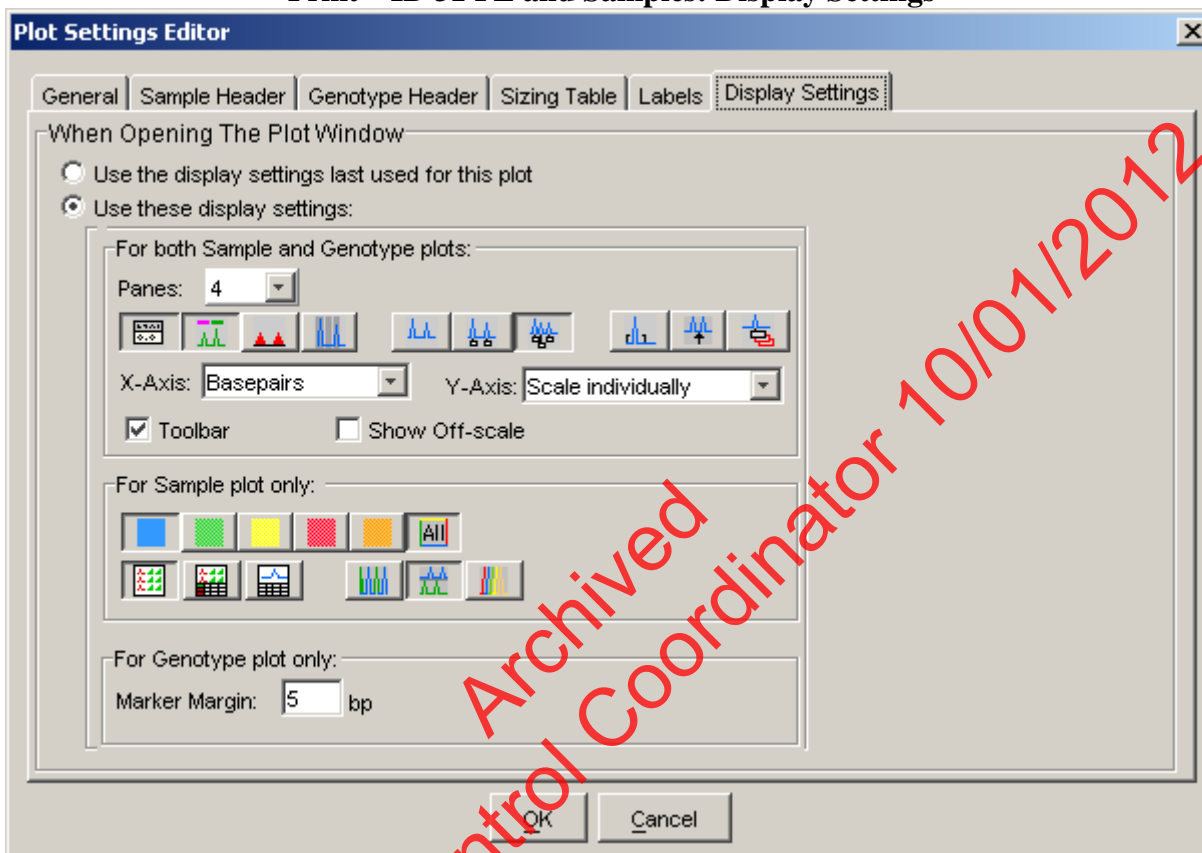 Plot Settings Editor
General Sample Header Genotype Header Sizing Table Labels Display Settings
When Opening The Plot Window
Use the display settings last used for this plot
Use these display settings:
For both Sample and Genotype plots:
Panes: 4
X-Axis: Basepairs Y-Axis: Scale individually
Toolbar Show Off-scale
For Sample plot only:
All
For Genotype plot only:
Marker Margin: 5 bp
OK Cancel
Archived
Coordinator 10/01/2012